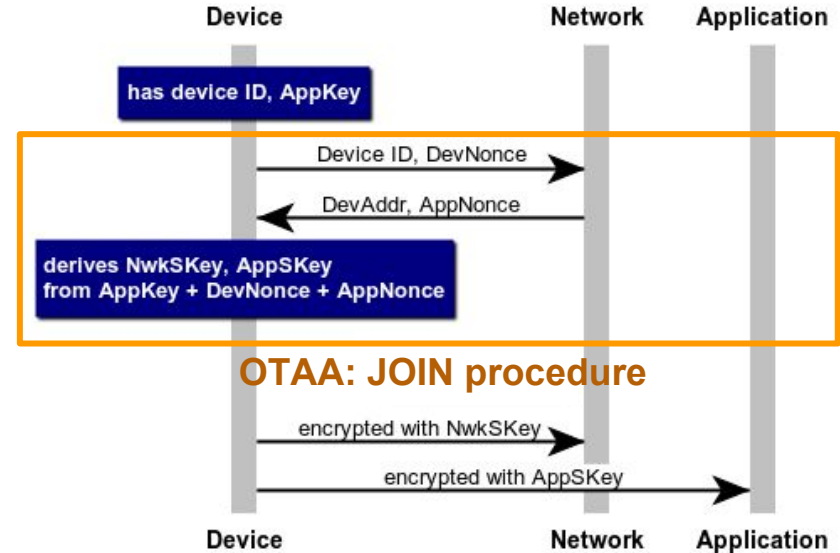 Device Network Application
has device ID, AppKey
Device ID, DevNonce
DevAddr, AppNonce
derives NwkSKey, AppSKey
from AppKey + DevNonce + AppNonce
OTAA: JOIN procedure
encrypted with NwkSKey
encrypted with AppSKey
Device Network Application